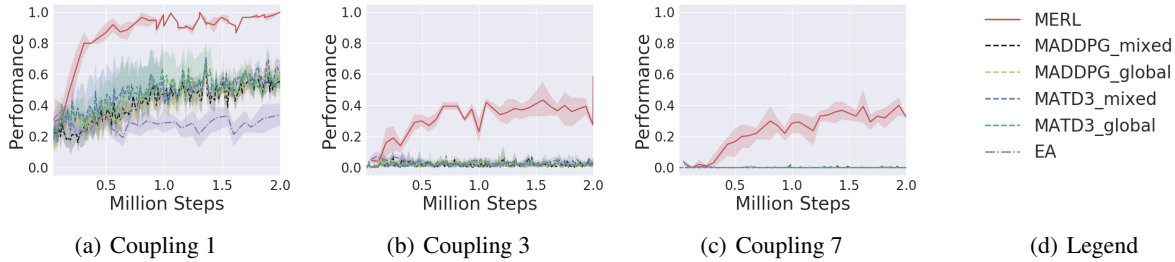 Performance
1.0
0.8
0.6
0.4
0.2
0.0
0.5
1.0
1.5
2.0
Million Steps
(a) Coupling 1
Performance
1.0
0.8
0.6
0.4
0.2
0.0
0.5
1.0
1.5
2.0
Million Steps
(b) Coupling 3
Performance
1.0
0.8
0.6
0.4
0.2
0.0
0.5
1.0
1.5
2.0
Million Steps
(c) Coupling 7
MERL
MADDPG_mixed
MADDPG_global
MATD3_mixed
MATD3_global
EA
(d) Legend